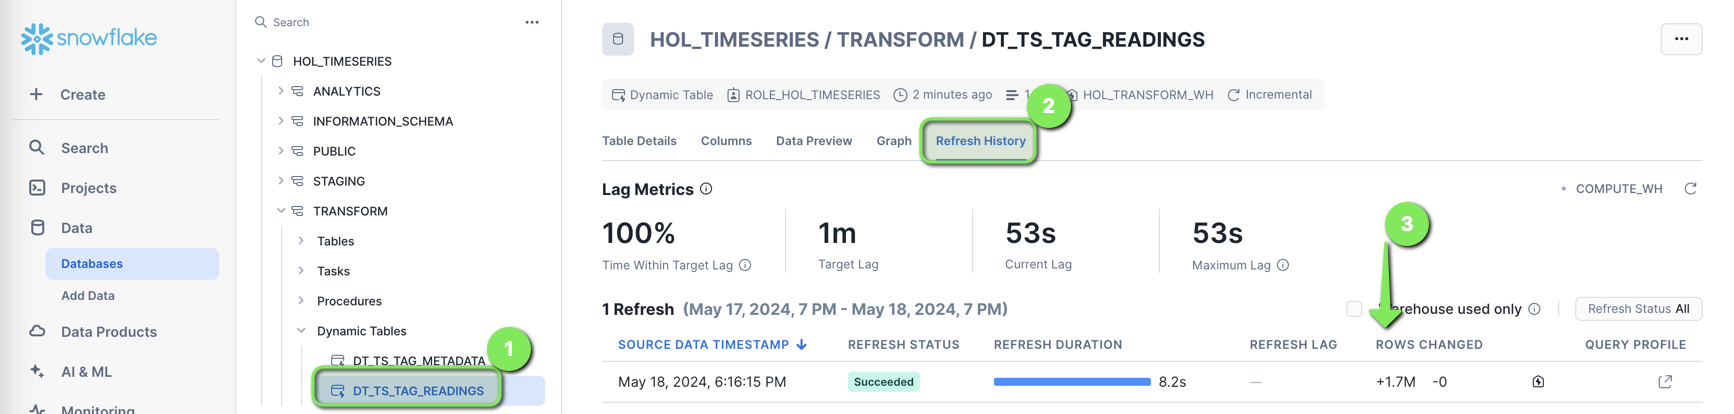 snowflake
Create
Search
Projects
Data
Databases
Add Data
Data Products
AI & ML
Monitoring
Search
HOL_TIMESERIES
ANALYTICS
INFORMATION_SCHEMA
PUBLIC
STAGING
TRANSFORM
Tables
Tasks
Procedures
Dynamic Tables
DT_TS_TAG_METADATA
1
DT_TS_TAG_READINGS
HOL_TIMESERIES / TRANSFORM / DT_TS_TAG_READINGS
Dynamic Table ROLE_HOL_TIMESERIES 2 minutes ago HOL_TRANSFORM_WH Incremental
2
Table Details Columns Data Preview Graph Refresh History
Lag Metrics COMPUTE_WH
100% 1m 53s 53s
Time Within Target Lag Target Lag Current Lag Maximum Lag
3
1 Refresh (May 17, 2024, 7 PM - May 18, 2024, 7 PM) used only Refresh Status All
SOURCE DATA TIMESTAMP REFRESH STATUS REFRESH DURATION REFRESH LAG ROWS CHANGED QUERY PROFILE
May 18, 2024, 6:16:15 PM Succeeded 8.2s — +1.7M -0